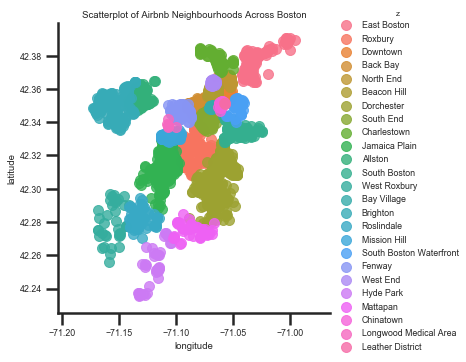 Scatterplot of Airbnb Neighbourhoods Across Boston
z
East Boston
Roxbury
Downtown
Back Bay
North End
Beacon Hill
Dorchester
South End
Charlestown
Jamaica Plain
Allston
South Boston
West Roxbury
Bay Village
Brighton
Roslindale
Mission Hill
South Boston Waterfront
Fenway
West End
Hyde Park
Mattapan
Chinatown
Longwood Medical Area
Leather District
latitude
42.38
42.36
42.34
42.32
42.30
42.28
42.26
42.24
−71.20 −71.15 −71.10 −71.05 −71.00
longitude